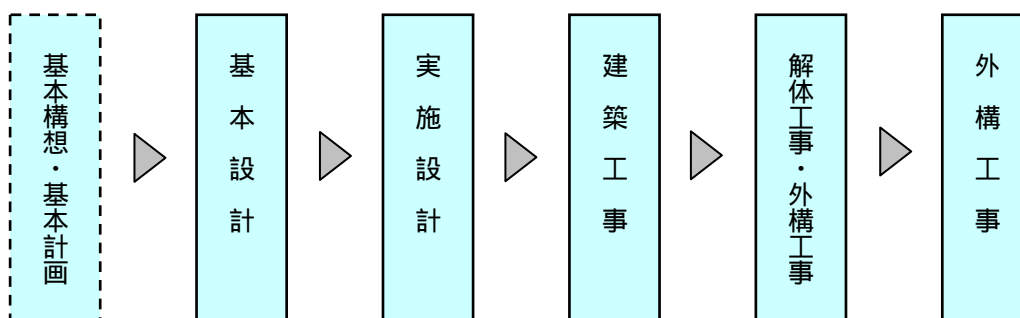 基本構想・基本計画
基本設計
実施設計
建築工事
解体工事・外構工事
外構工事